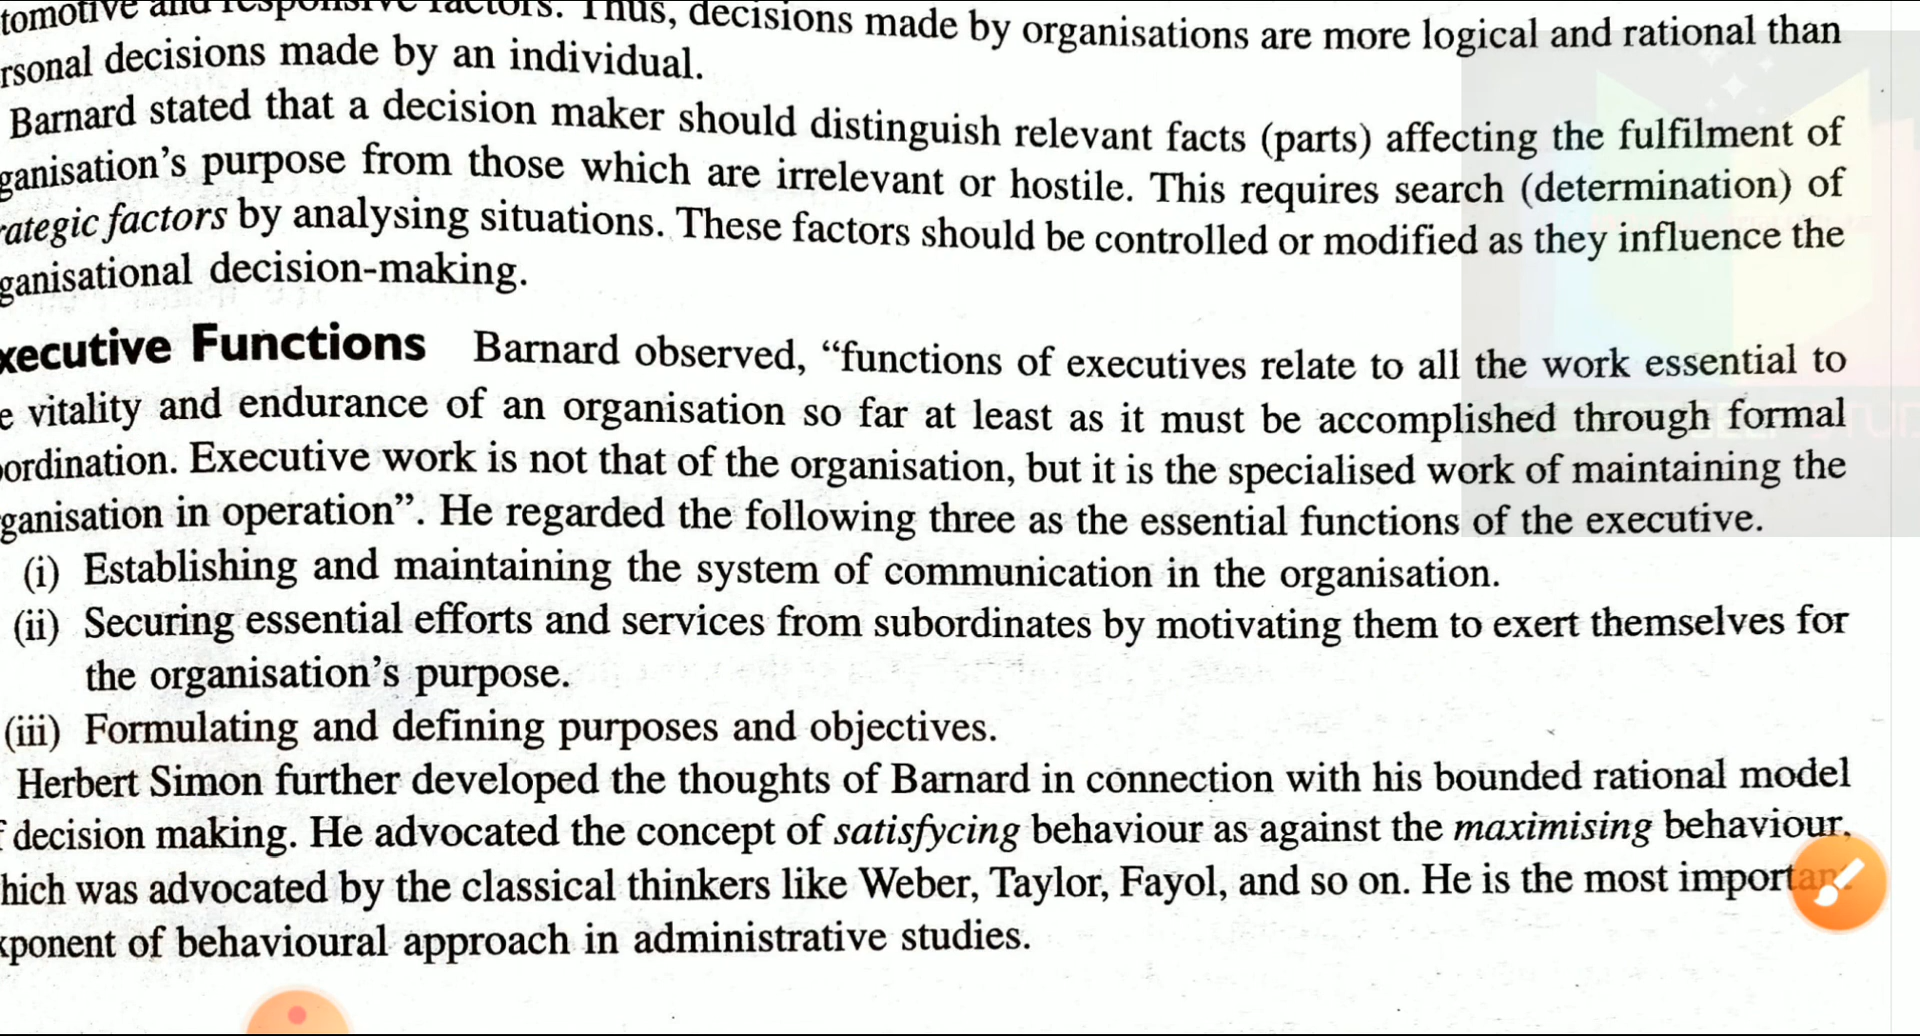 tomotive and responsive factors. Thus, decisions made by organisations are more logical and rational than
rsonal decisions made by an individual.
Barnard stated that a decision maker should distinguish relevant facts (parts) affecting the fulfilment of
ganisation's purpose from those which are irrelevant or hostile. This requires search (determination) of
rategic factors by analysing situations. These factors should be controlled or modified as they influence the
ganisational decision-making.
xecutive Functions Barnard observed, “functions of executives relate to all the work essential to
e vitality and endurance of an organisation so far at least as it must be accomplished through formal
ordination. Executive work is not that of the organisation, but it is the specialised work of maintaining the
ganisation in operation”. He regarded the following three as the essential functions of the executive.
(i) Establishing and maintaining the system of communication in the organisation.
(ii) Securing essential efforts and services from subordinates by motivating them to exert themselves for
the organisation's purpose.
(iii) Formulating and defining purposes and objectives.
Herbert Simon further developed the thoughts of Barnard in connection with his bounded rational model
f decision making. He advocated the concept of satisfycing behaviour as against the maximising behaviour,
hich was advocated by the classical thinkers like Weber, Taylor, Fayol, and so on. He is the most important
xponent of behavioural approach in administrative studies.